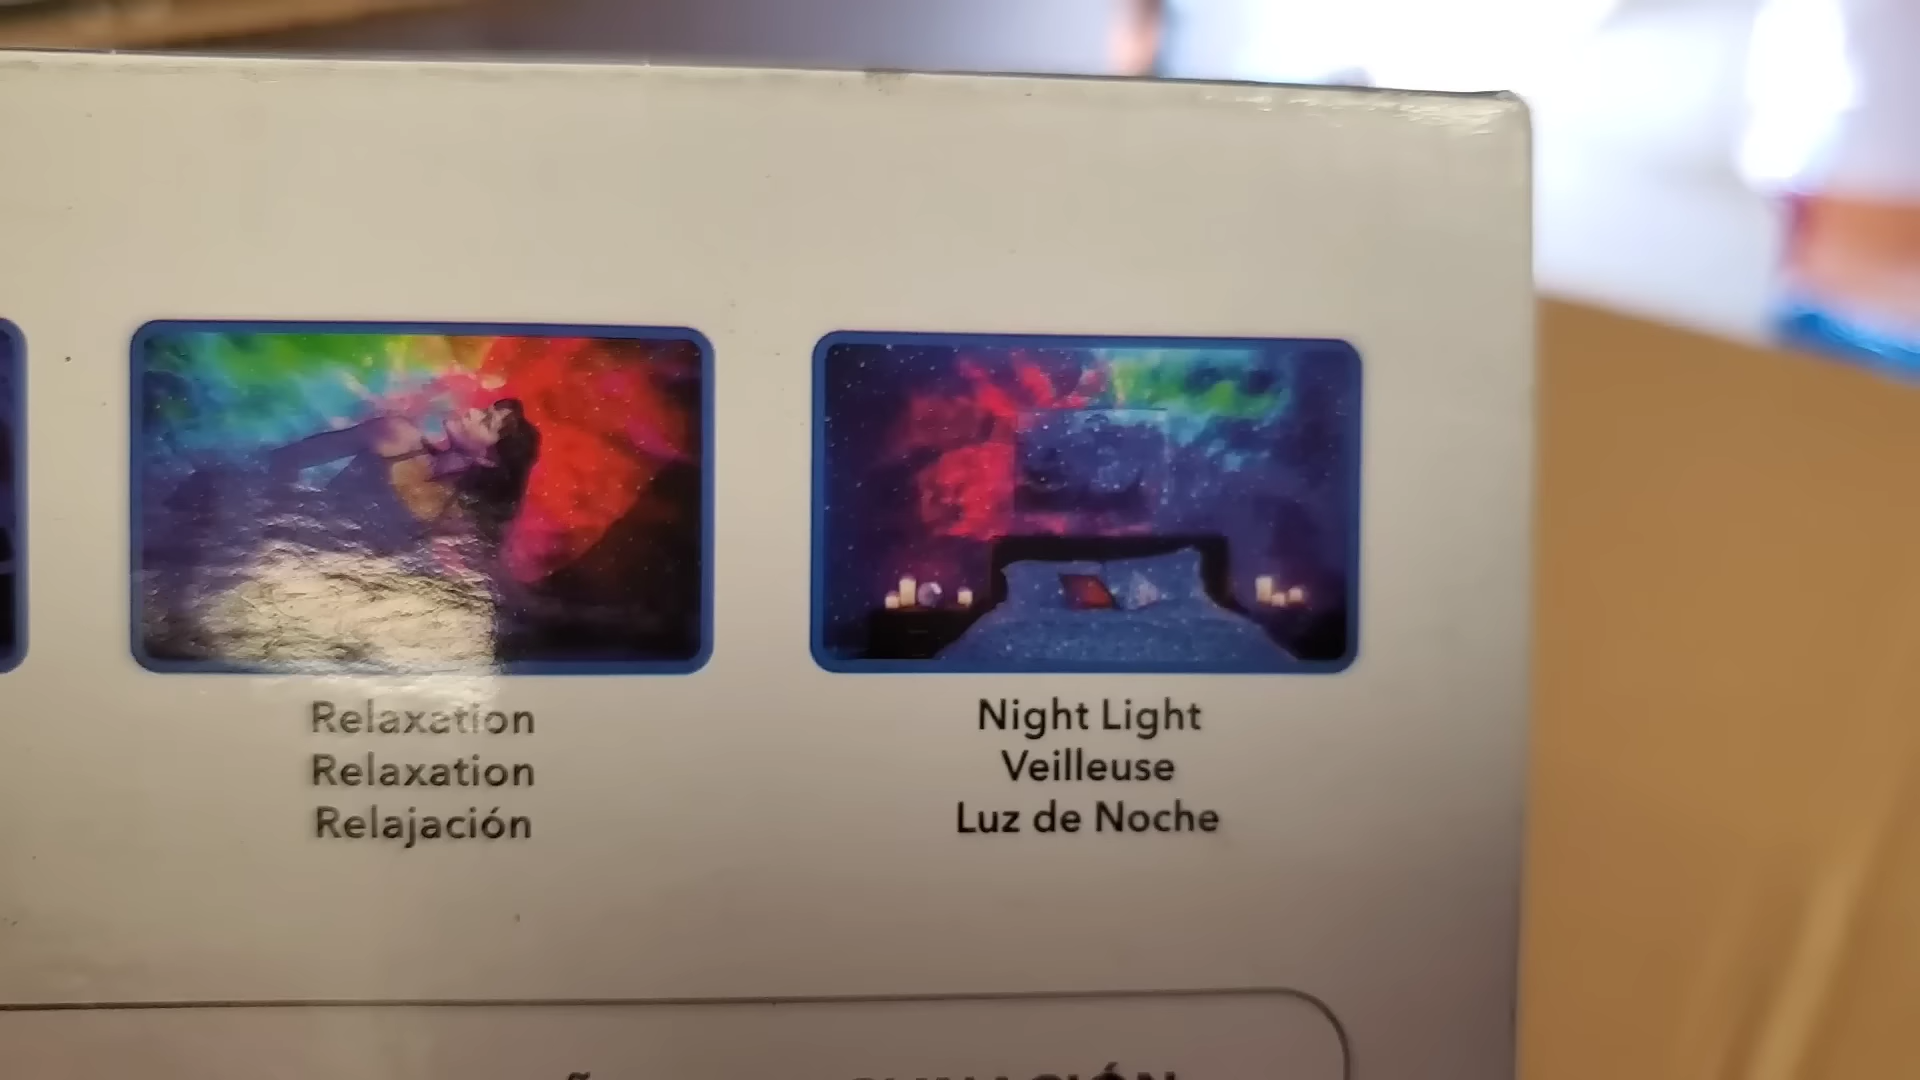 Relaxation
Relaxation
Relajación
Night Light
Veilleuse
Luz de Noche